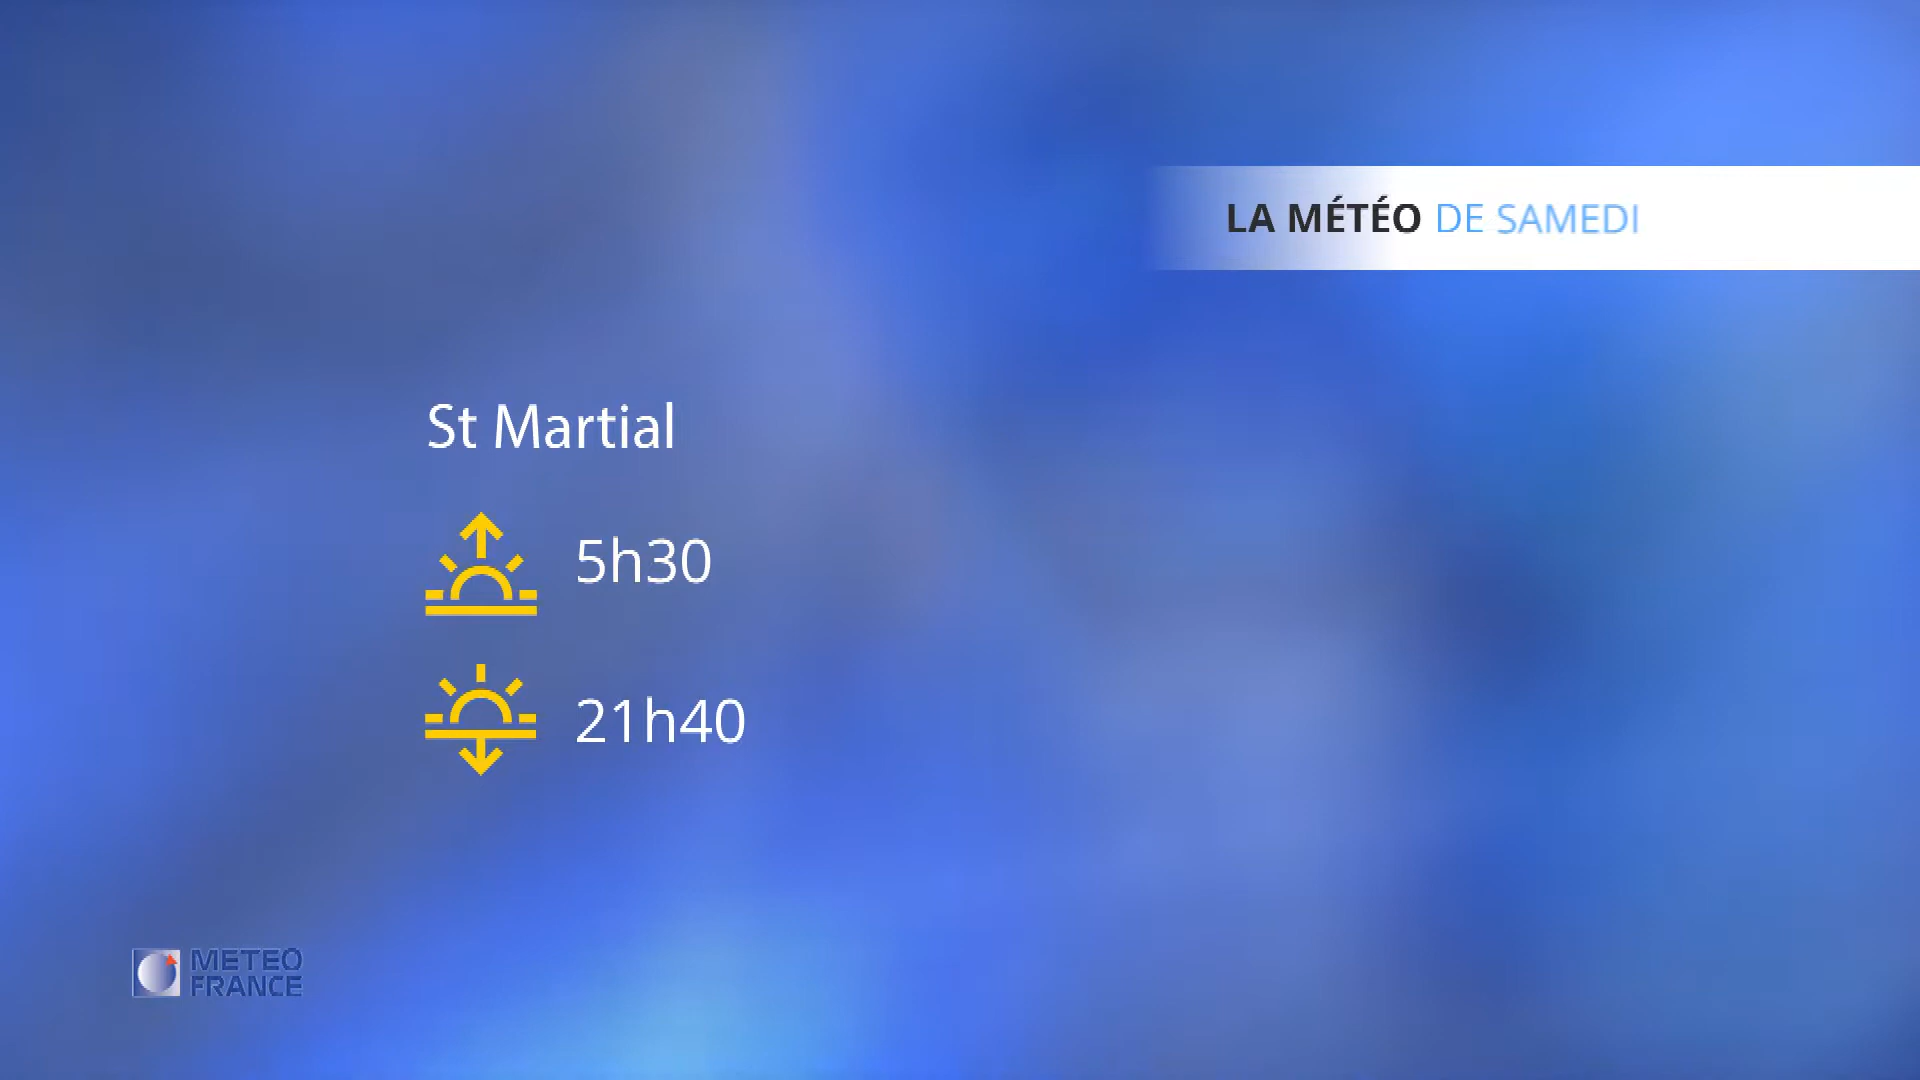 LA MÉTÉO DE SAMEDI
St Martial
5h30
21h40
METEO
FRANCE